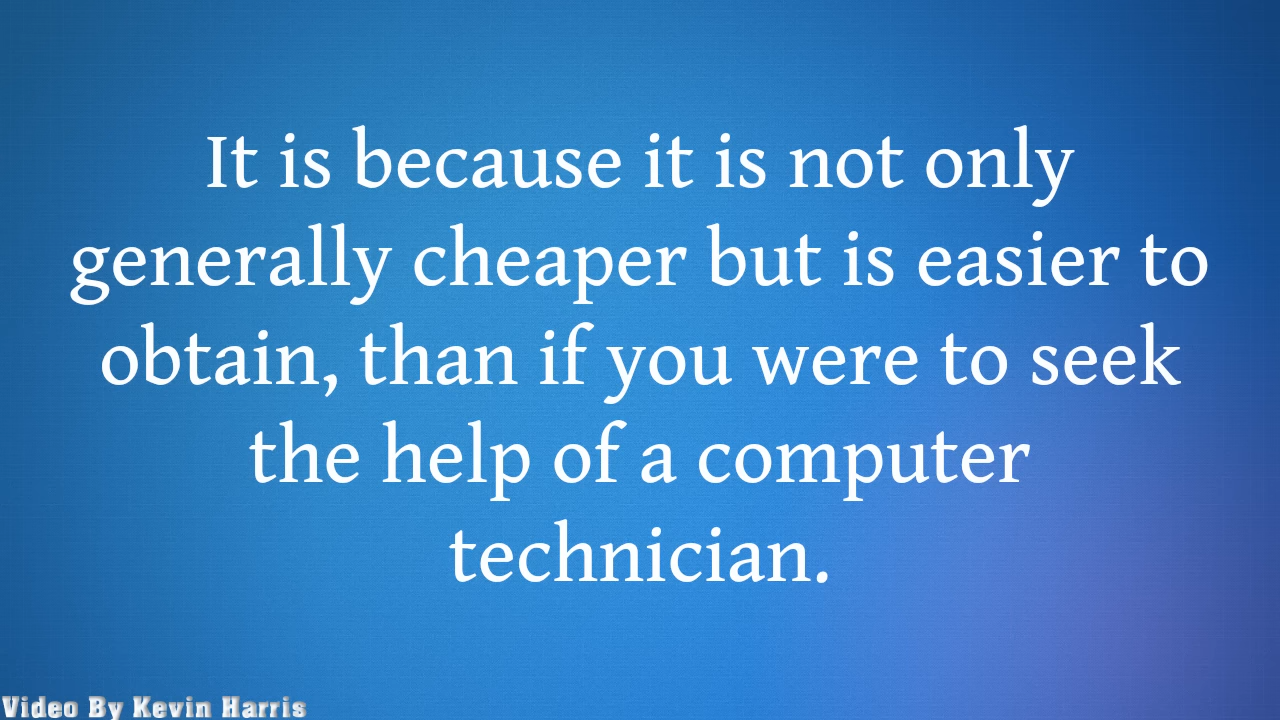 It is because it is not only
generally cheaper but is easier to
obtain, than if you were to seek
the help of a computer
technician.
Video By Kevin Harris